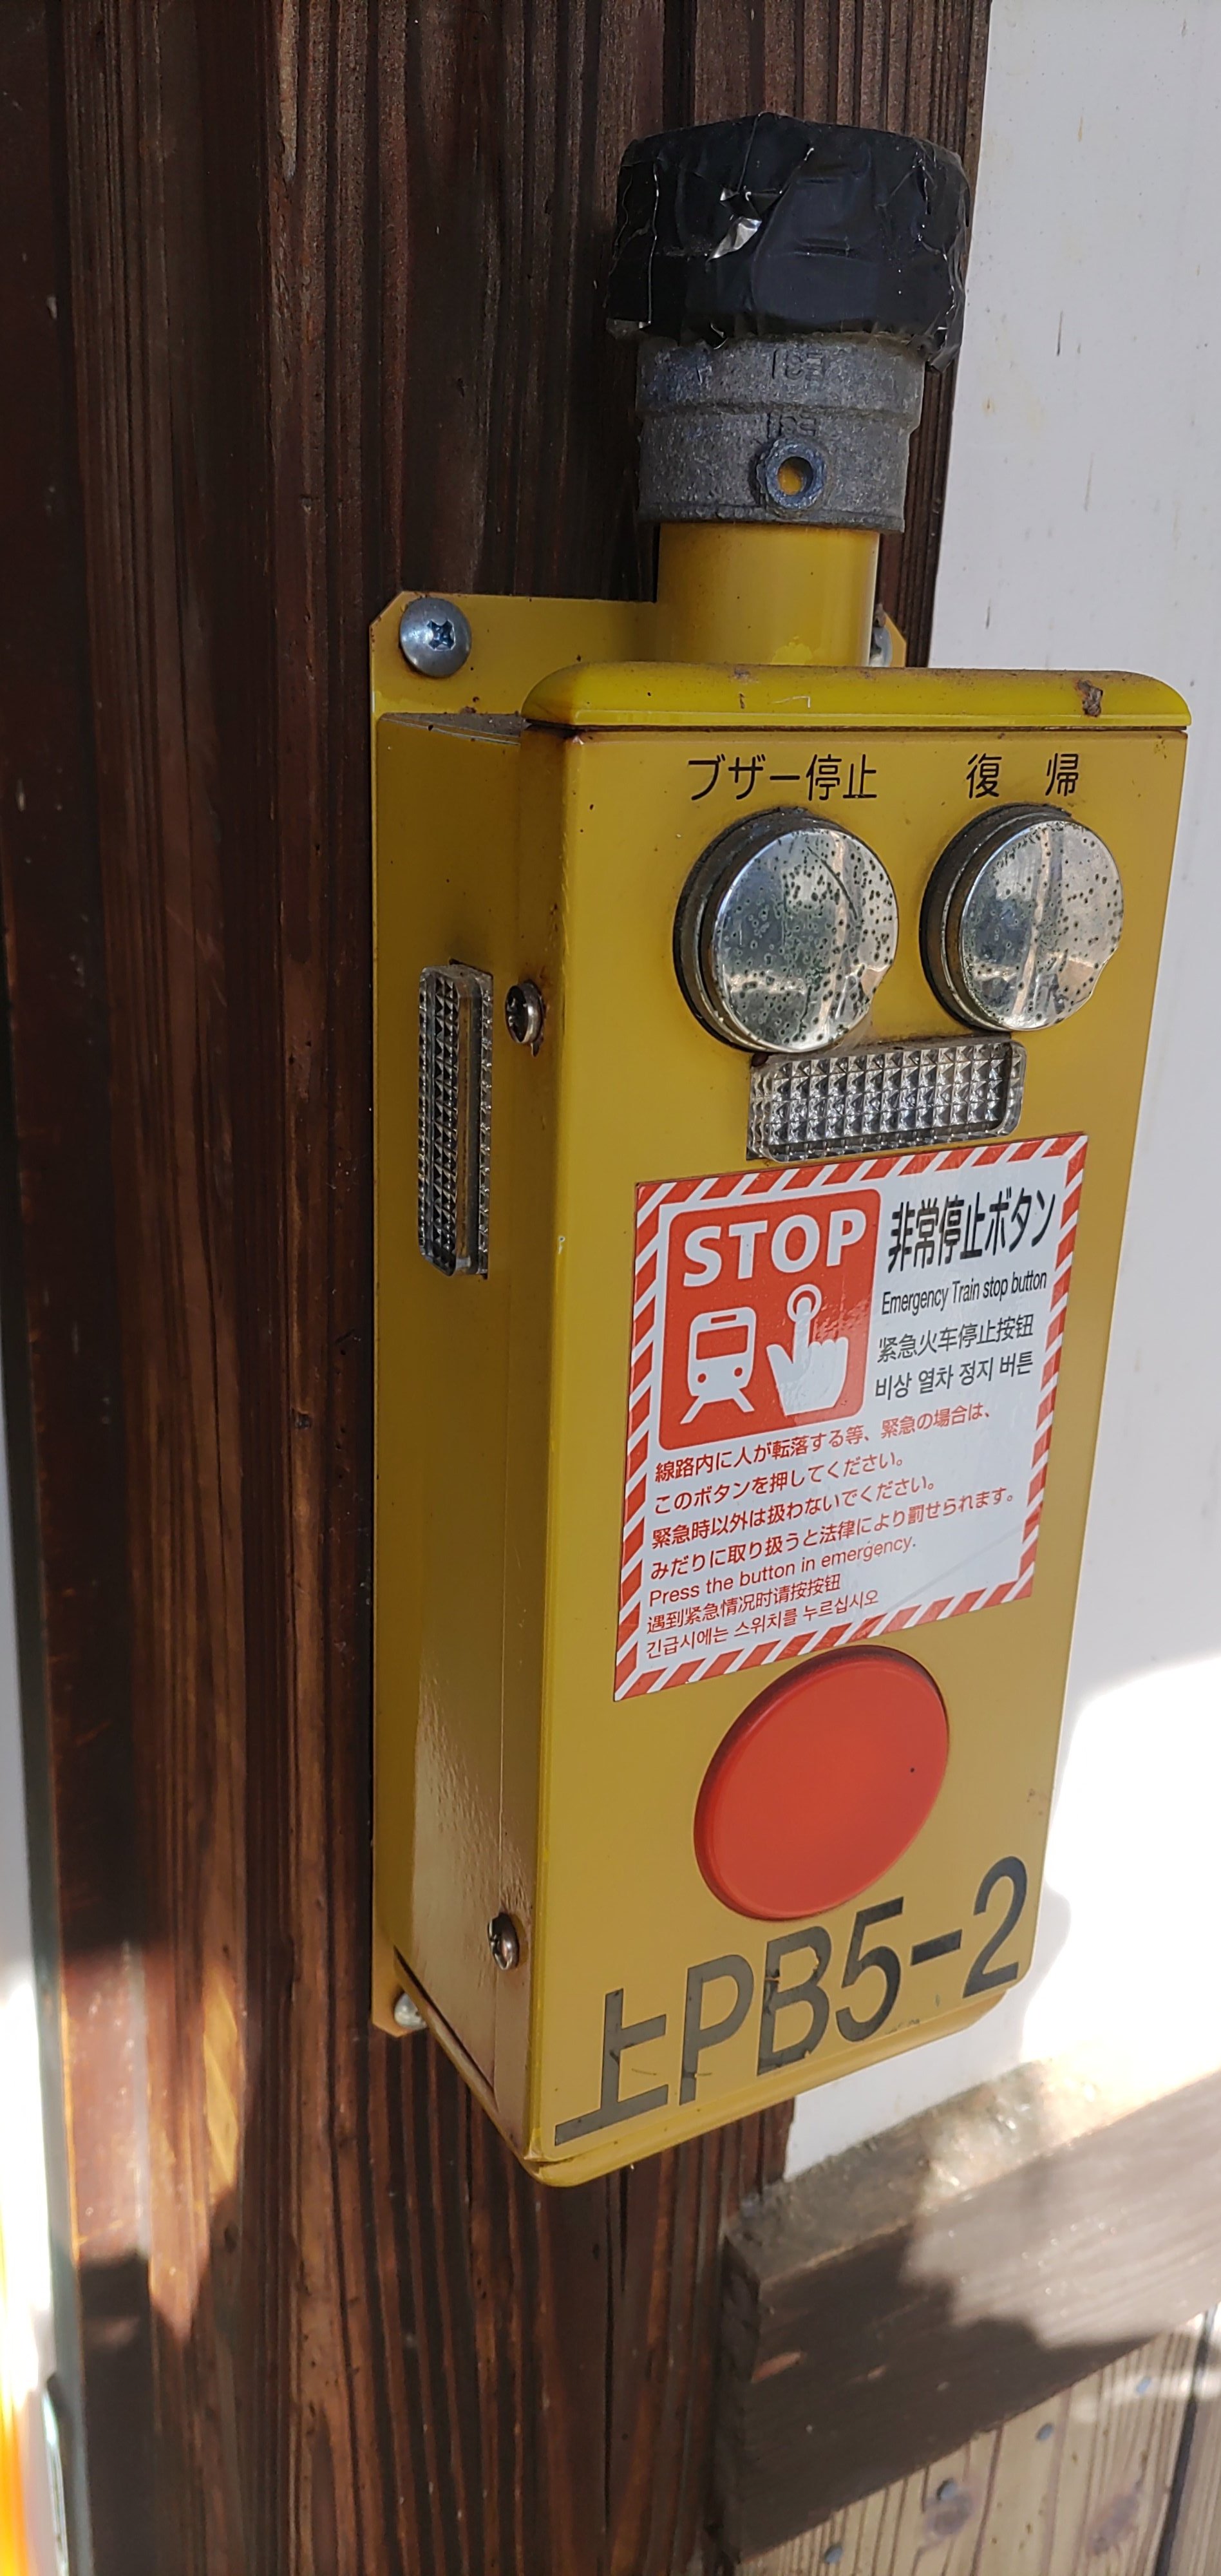 ブザー停止
復 帰
STOP
非常停止ボタン
Emergency Train stop button
紧急火车停止按钮
비상 열차 정지 버튼
線路内に人が転落する等、緊急の場合は、
このボタンを押してください。
緊急時以外は扱わないでください。
みだりに取り扱うと法律により罰せられます。
Press the button in emergency.
遇到紧急情况时请按按钮
긴급시에는 스위치를 누르십시오
上PB5-2